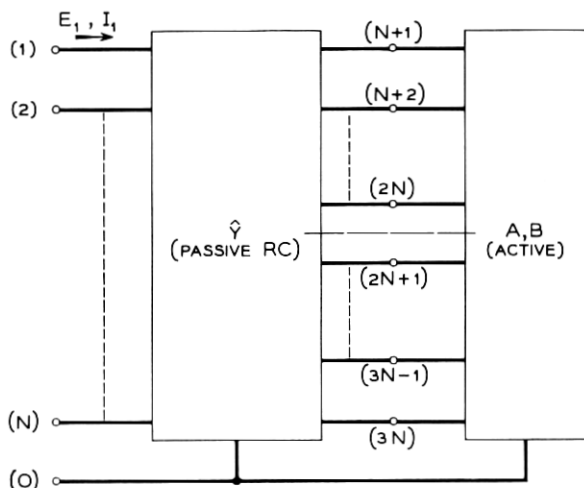 E1, I1
(1)
(N+1)
(2)
(N+2)
(2N)
Ŷ
(PASSIVE RC)
A,B
(ACTIVE)
(2N+1)
(3N-1)
(N)
(3N)
(0)